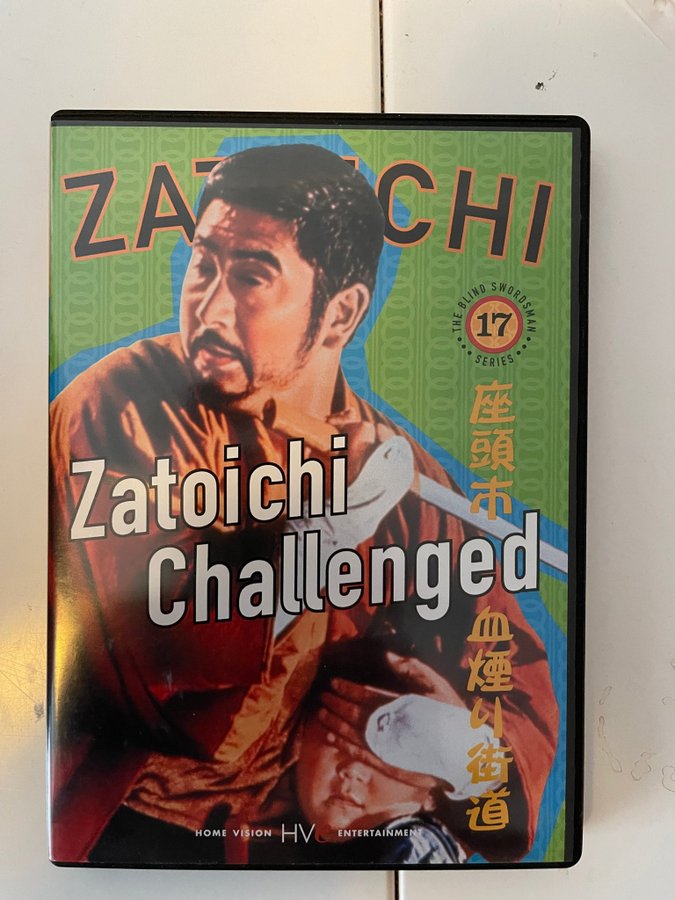 ZATOICHI
THE BLIND SWORDSMAN
17
SERIES
座頭市
Zatoichi
Challenged
血煙り街道
HOME VISION HVE ENTERTAINMENT